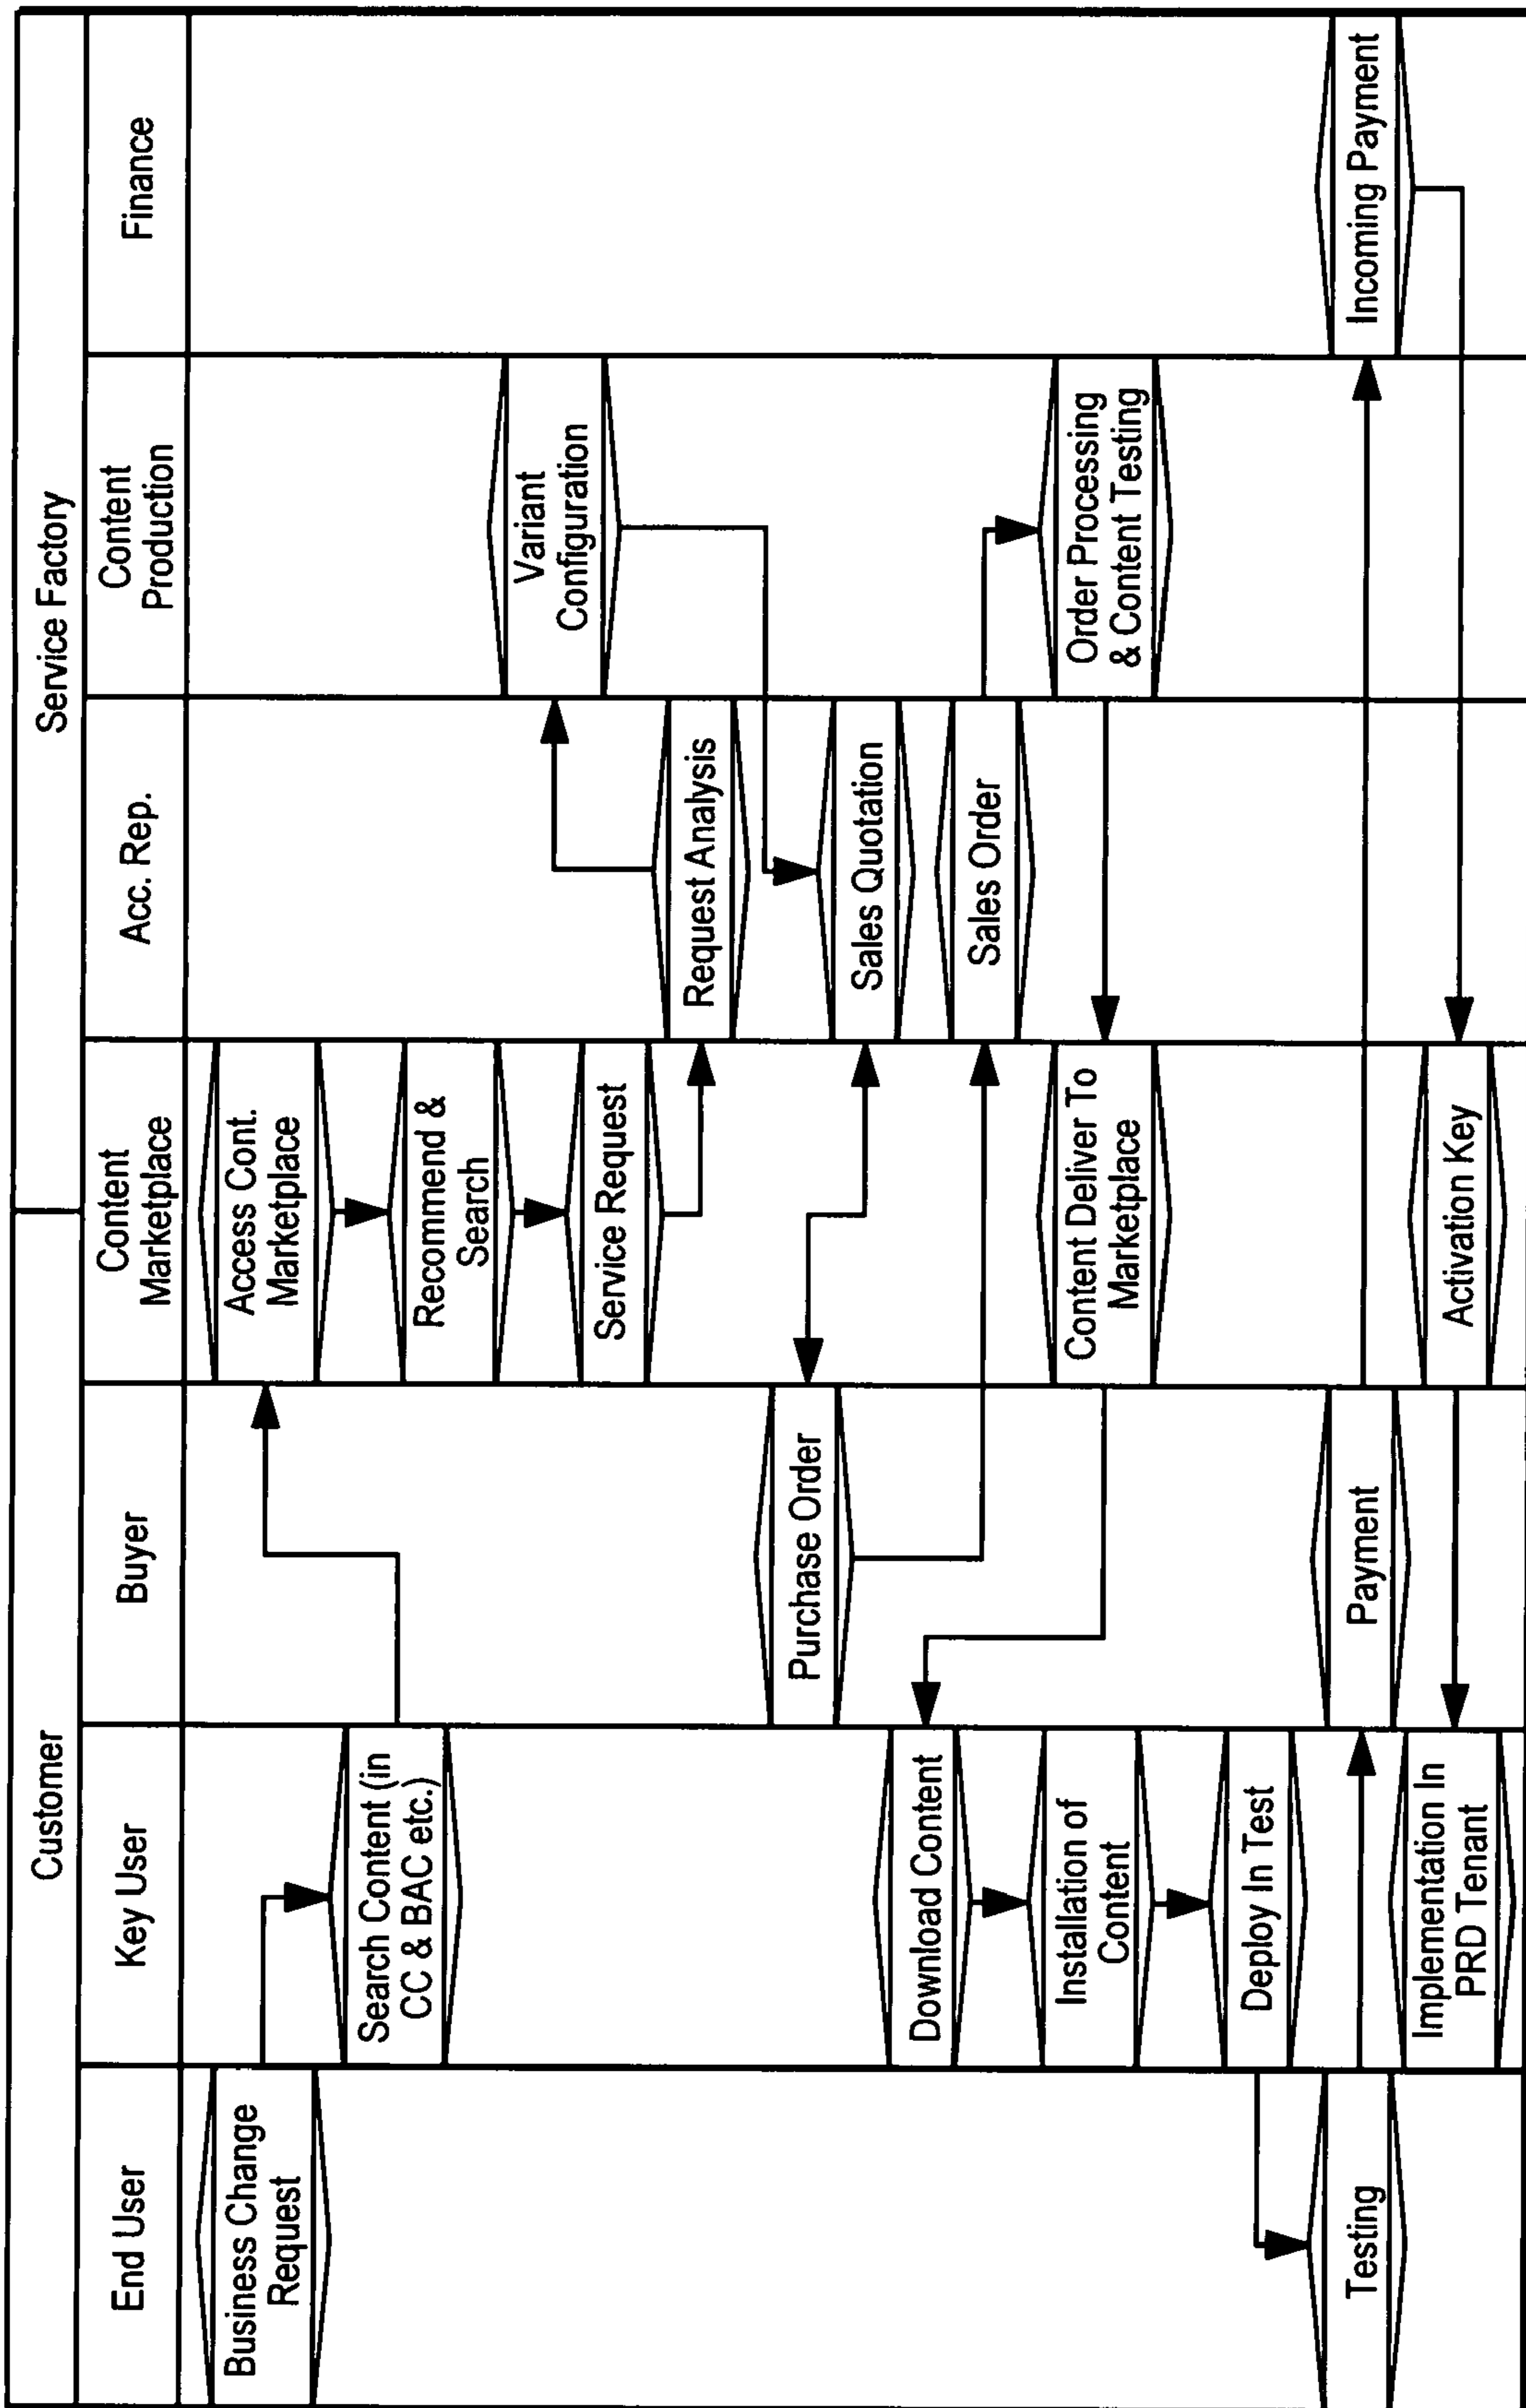 Customer
Service Factory
End User
Key User
Buyer
Content
Marketplace
Acc. Rep.
Content
Production
Finance
Business Change
Request
Access Cont.
Marketplace
Search Content (in
CC & BAC etc.)
Recommend &
Search
Variant
Configuration
Service Request
Request Analysis
Purchase Order
Sales Quotation
Download Content
Sales Order
Installation of
Content
Content Deliver To
Marketplace
Order Processing
& Content Testing
Deploy In Test
Testing
Payment
Incoming Payment
Implementation In
PRD Tenant
Activation Key